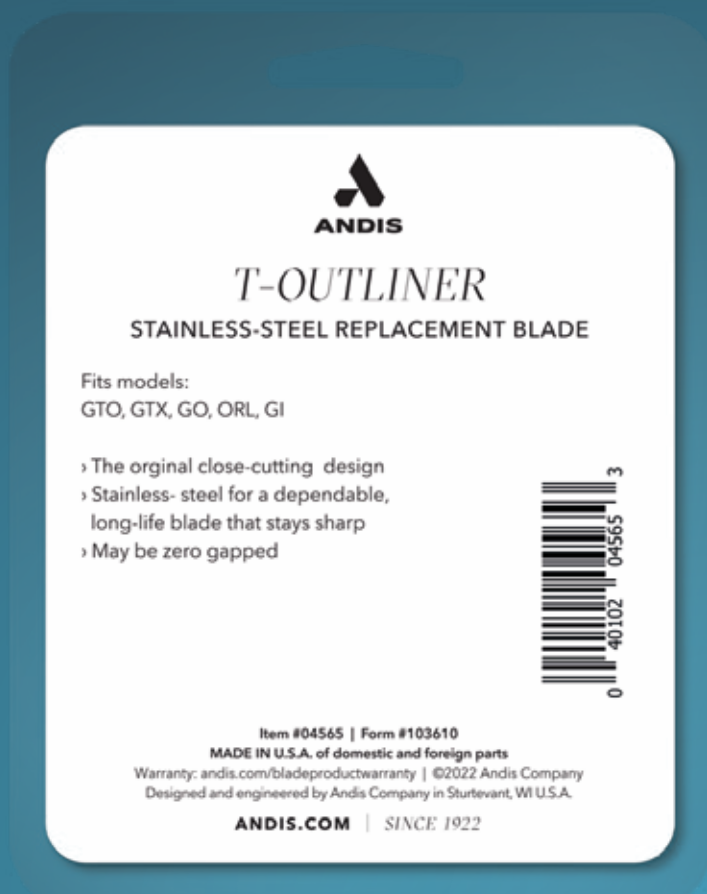 ANDIS
T-OUTLINER
STAINLESS-STEEL REPLACEMENT BLADE
Fits models:
GTO, GTX, GO, ORL, GI
› The orginal close-cutting design
› Stainless- steel for a dependable,
long-life blade that stays sharp
› May be zero gapped
0 40102 04565 3
Item #04565 | Form #103610
MADE IN U.S.A. of domestic and foreign parts
Warranty: andis.com/bladeproductwarranty | ©2022 Andis Company
Designed and engineered by Andis Company in Sturtevant, WI U.S.A.
ANDIS.COM | SINCE 1922